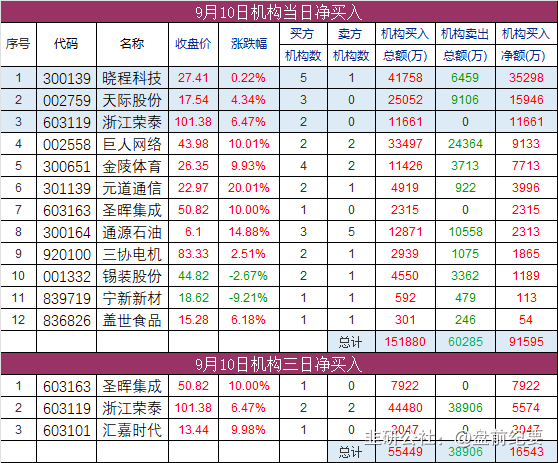 9月10日机构当日净买入
序号 代码 名称 收盘价 涨跌幅 买方机构数 卖方机构数 机构买入总额(万) 机构卖出总额(万) 机构买入净额(万)
1 300139 晓程科技 27.41 0.22% 5 1 41758 6459 35298
2 002759 天际股份 17.54 4.34% 3 0 25052 9106 15946
3 603119 浙江荣泰 101.38 6.47% 2 0 11661 0 11661
4 002558 巨人网络 43.98 10.01% 2 2 33497 24364 9133
5 300651 金陵体育 26.35 9.93% 4 2 11426 3713 7713
6 301139 元道通信 22.97 20.01% 2 1 4919 922 3996
7 603163 圣晖集成 50.82 10.00% 1 0 2315 0 2315
8 300164 通源石油 6.1 14.88% 3 5 12871 10558 2313
9 920100 三协电机 83.33 2.51% 2 1 2939 1075 1865
10 001332 锡装股份 44.82 -2.67% 2 1 4550 3362 1189
11 839719 宁新新材 18.62 -9.21% 1 1 592 479 113
12 836826 盖世食品 15.28 6.18% 1 1 301 246 54
总计 151880 60285 91595
9月10日机构三日净买入
1 603163 圣晖集成 50.82 10.00% 1 0 7922 0 7922
2 603119 浙江荣泰 101.38 6.47% 2 2 44480 38906 5574
3 603101 汇嘉时代 13.44 9.98% 1 0 3047 0 3047
总计 55449 38906 16543
韭研公社：@盘前纪要